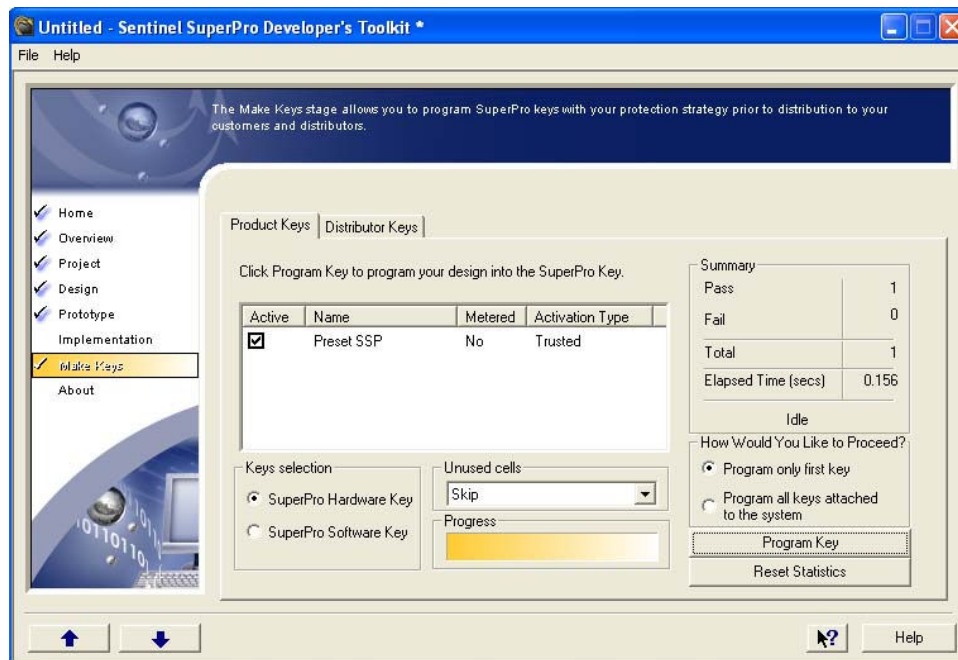 Untitled - Sentinel SuperPro Developer's Toolkit *
File Help
The Make Keys stage allows you to program SuperPro keys with your protection strategy prior to distribution to your
customers and distributors.
Home
Overview
Project
Design
Prototype
Implementation
Make Keys
About
Product Keys
Distributor Keys
Click Program Key to program your design into the SuperPro Key.
Active Name Metered Activation Type
Preset SSP No Trusted
Keys selection
SuperPro Hardware Key
SuperPro Software Key
Unused cells
Skip
Progress
Summary
Pass 1
Fail 0
Total 1
Elapsed Time (secs) 0.156
Idle
How Would You Like to Proceed?
Program only first key
Program all keys attached
to the system
Program Key
Reset Statistics
Help